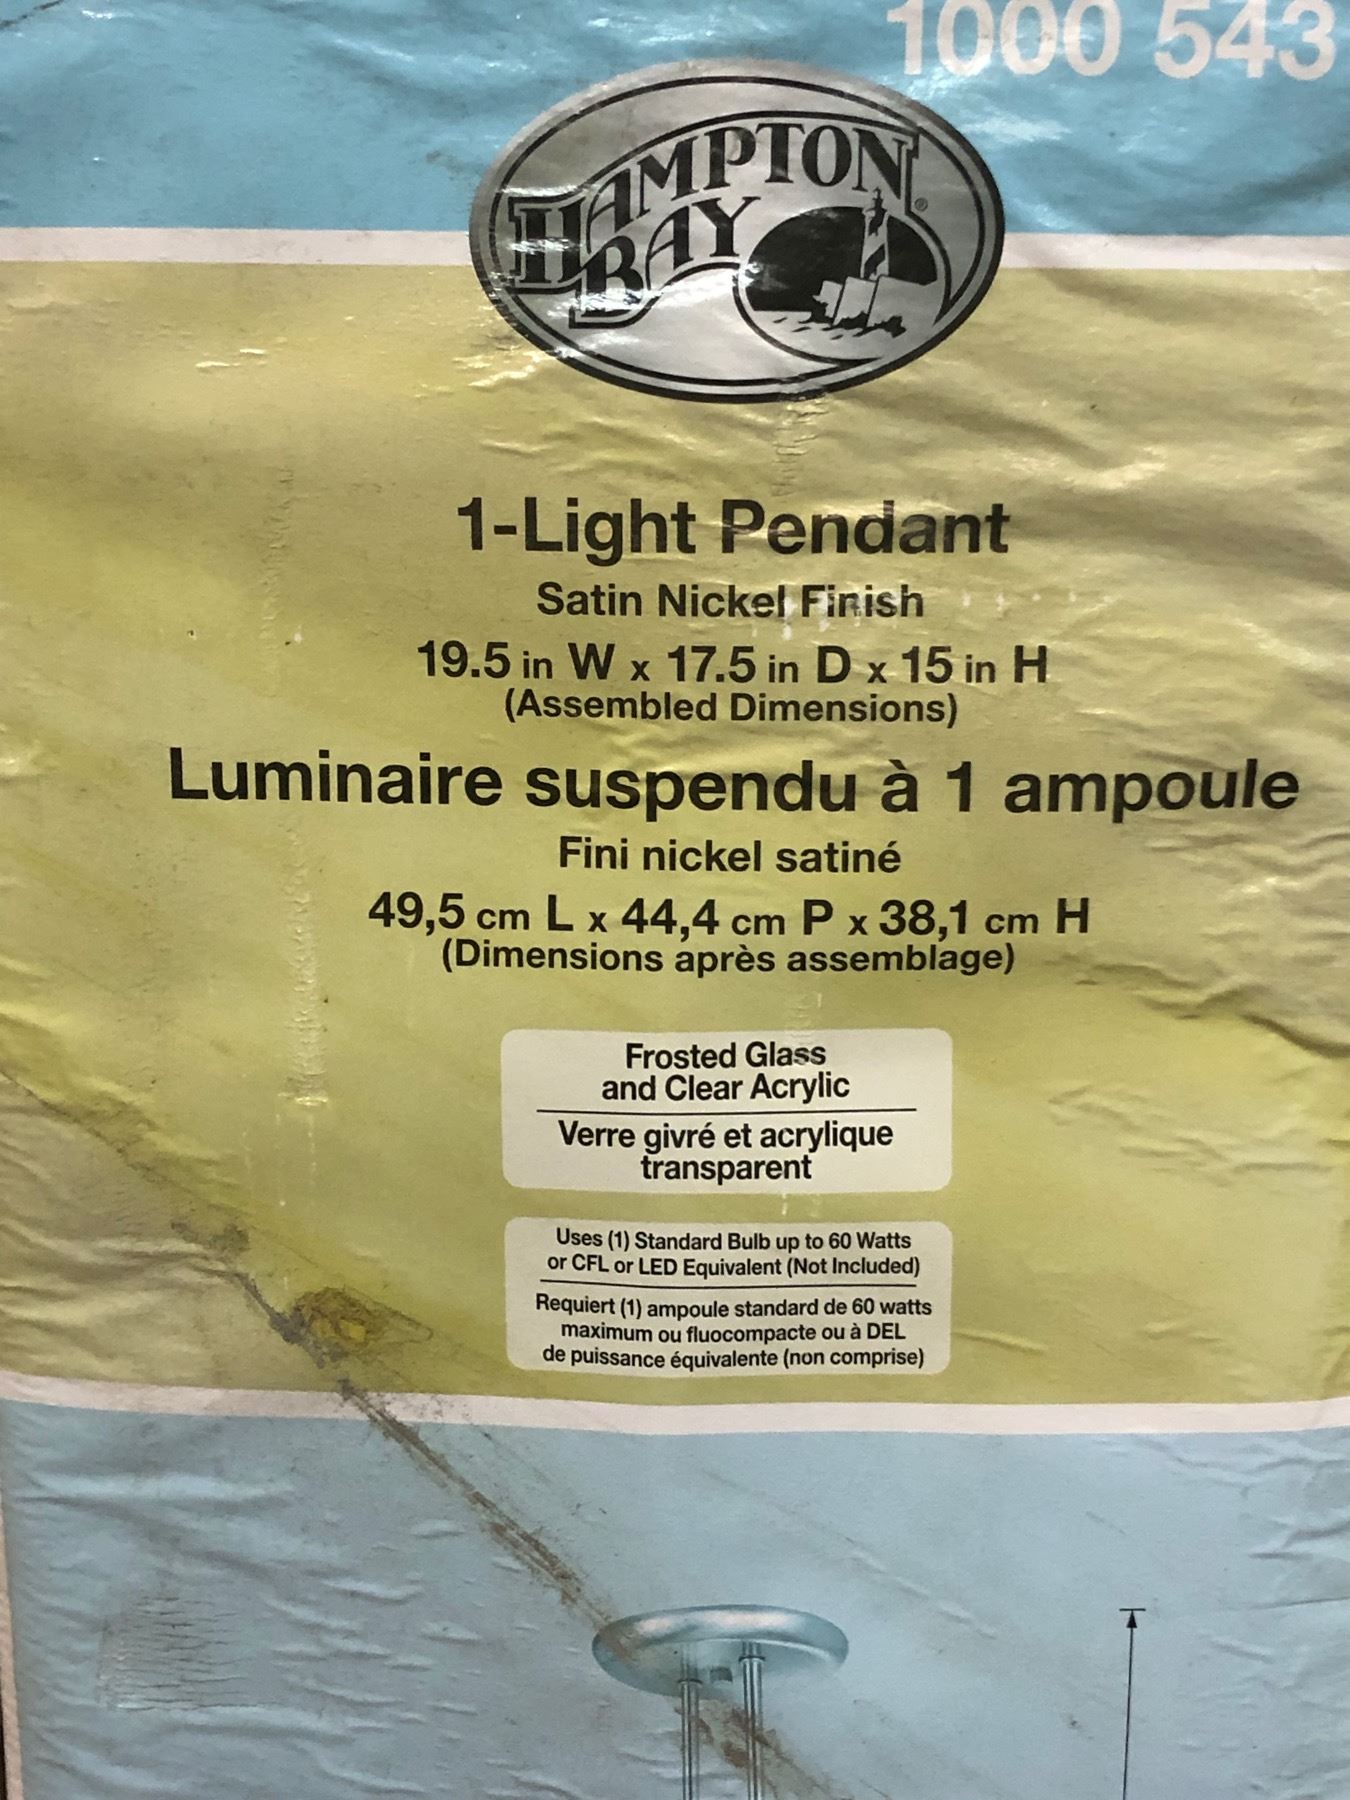 1000 543
HAMPTON
BAY
1-Light Pendant
Satin Nickel Finish
19.5 in W x 17.5 in D x 15 in H
(Assembled Dimensions)
Luminaire suspendu à 1 ampoule
Fini nickel satiné
49,5 cm L x 44,4 cm P x 38,1 cm H
(Dimensions après assemblage)
Frosted Glass
and Clear Acrylic
Verre givré et acrylique
transparent
Uses (1) Standard Bulb up to 60 Watts
or CFL or LED Equivalent (Not Included)
Requiert (1) ampoule standard de 60 watts
maximum ou fluocompacte ou à DEL
de puissance équivalente (non comprise)